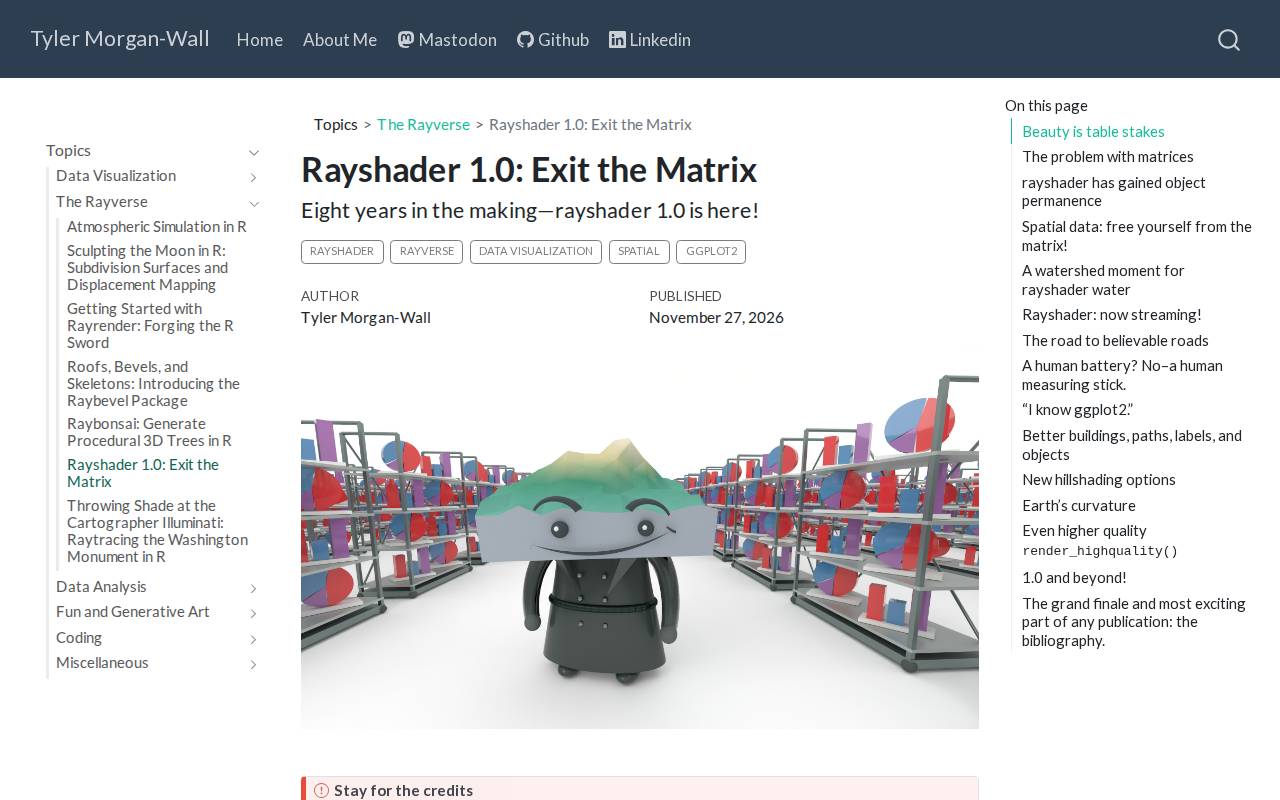 Tyler Morgan-Wall
Home
About Me
Mastodon
Github
Linkedin
Topics
Data Visualization
The Rayverse
Atmospheric Simulation in R
Sculpting the Moon in R:
Subdivision Surfaces and
Displacement Mapping
Getting Started with
Rayrender: Forging the R
Sword
Roofs, Bevels, and
Skeletons: Introducing the
Raybevel Package
Raybonsai: Generate
Procedural 3D Trees in R
Rayshader 1.0: Exit the
Matrix
Throwing Shade at the
Cartographer Illuminati:
Raytracing the Washington
Monument in R
Data Analysis
Fun and Generative Art
Coding
Miscellaneous
Topics > The Rayverse > Rayshader 1.0: Exit the Matrix
Rayshader 1.0: Exit the Matrix
Eight years in the making—rayshader 1.0 is here!
RAYSHADER
RAYVERSE
DATA VISUALIZATION
SPATIAL
GGPLOT2
AUTHOR
Tyler Morgan-Wall
PUBLISHED
November 27, 2026
Stay for the credits
On this page
Beauty is table stakes
The problem with matrices
rayshader has gained object
permanence
Spatial data: free yourself from the
matrix!
A watershed moment for
rayshader water
Rayshader: now streaming!
The road to believable roads
A human battery? No–a human
measuring stick.
“I know ggplot2.”
Better buildings, paths, labels, and
objects
New hillshading options
Earth’s curvature
Even higher quality
render_highquality()
1.0 and beyond!
The grand finale and most exciting
part of any publication: the
bibliography.